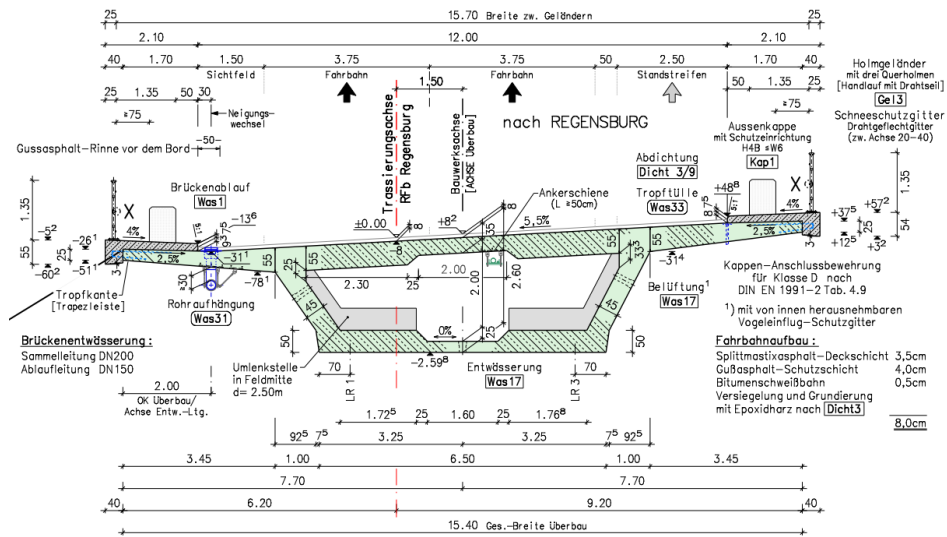 25 15.70 Breite zw. Geländern 25
2.10 12.00 2.10
40 1.70 1.50 3.75 3.75 50 2.50 1.70 40
Sichtfeld Fahrbahn Fahrbahn Standstreifen
25 1.35 50 30 1.50 50 1.35 25
≥75 ≥75
Neigungs-
wechsel
-50-
Gussasphalt-Rinne vor dem Bord
Trassierungsachse
RFb Regensburg
Bauwerksachse
[ACHSE Überbau]
nach REGENSBURG
Holmgeländer
mit drei Querholmen
[Handlauf mit Drahtseil]
Gel3
Schneeschutzgitter
Drahtgeflechtgitter
(zw. Achse 20-40)
Aussenkappe
mit Schutzeinrichtung
H4B ≤W6
Kap1
Abdichtung
Dicht 3/9
Tropftülle
Was33
Ankerschiene
(L ≥50cm)
Brückenablauf
Was1
1.35 X X 1.35
-13⁶ ±0.00 +8² 5,5% +48⁸ +57²
4% 4% +37⁵
-5² -26¹ 2.5% 2.5% +12⁵ +3²
55 25 -60² -51¹ -31¹ -78¹ -31⁴ 25 54
≥30
55 25 35 55 33³
2.30 25 2.00 2.60
2.00
45 45
Tropfkante
[Trapezleiste]
Rohraufhängung
Was31
Belüftung¹
Was17
Kappen-Anschlussbewehrung
für Klasse D nach
DIN EN 1991-2 Tab. 4.9
¹) mit von innen herausnehmbaren
Vogeleinflug-Schutzgitter
Brückenentwässerung:
Sammelleitung DN200
Ablaufleitung DN150
2.00
OK Überbau/
Achse Entw.-Ltg.
50 0% 25 50
-2.59⁸
Umlenkstelle
in Feldmitte
d= 2.50m
70 70
LR 1 LR 3
Entwässerung
Was17
Fahrbahnaufbau:
Splittmastixasphalt-Deckschicht 3,5cm
Gußasphalt-Schutzschicht 4,0cm
Bitumenschweißbahn 0,5cm
Versiegelung und Grundierung
mit Epoxidharz nach Dicht3
8,0cm
1.72⁵ 25 1.60 25 1.76⁸
92⁵ 7⁵ 3.25 3.25 7⁵ 92⁵
3.45 1.00 6.50 1.00 3.45
7.70 7.70
40 6.20 9.20 40
15.40 Ges.-Breite Überbau